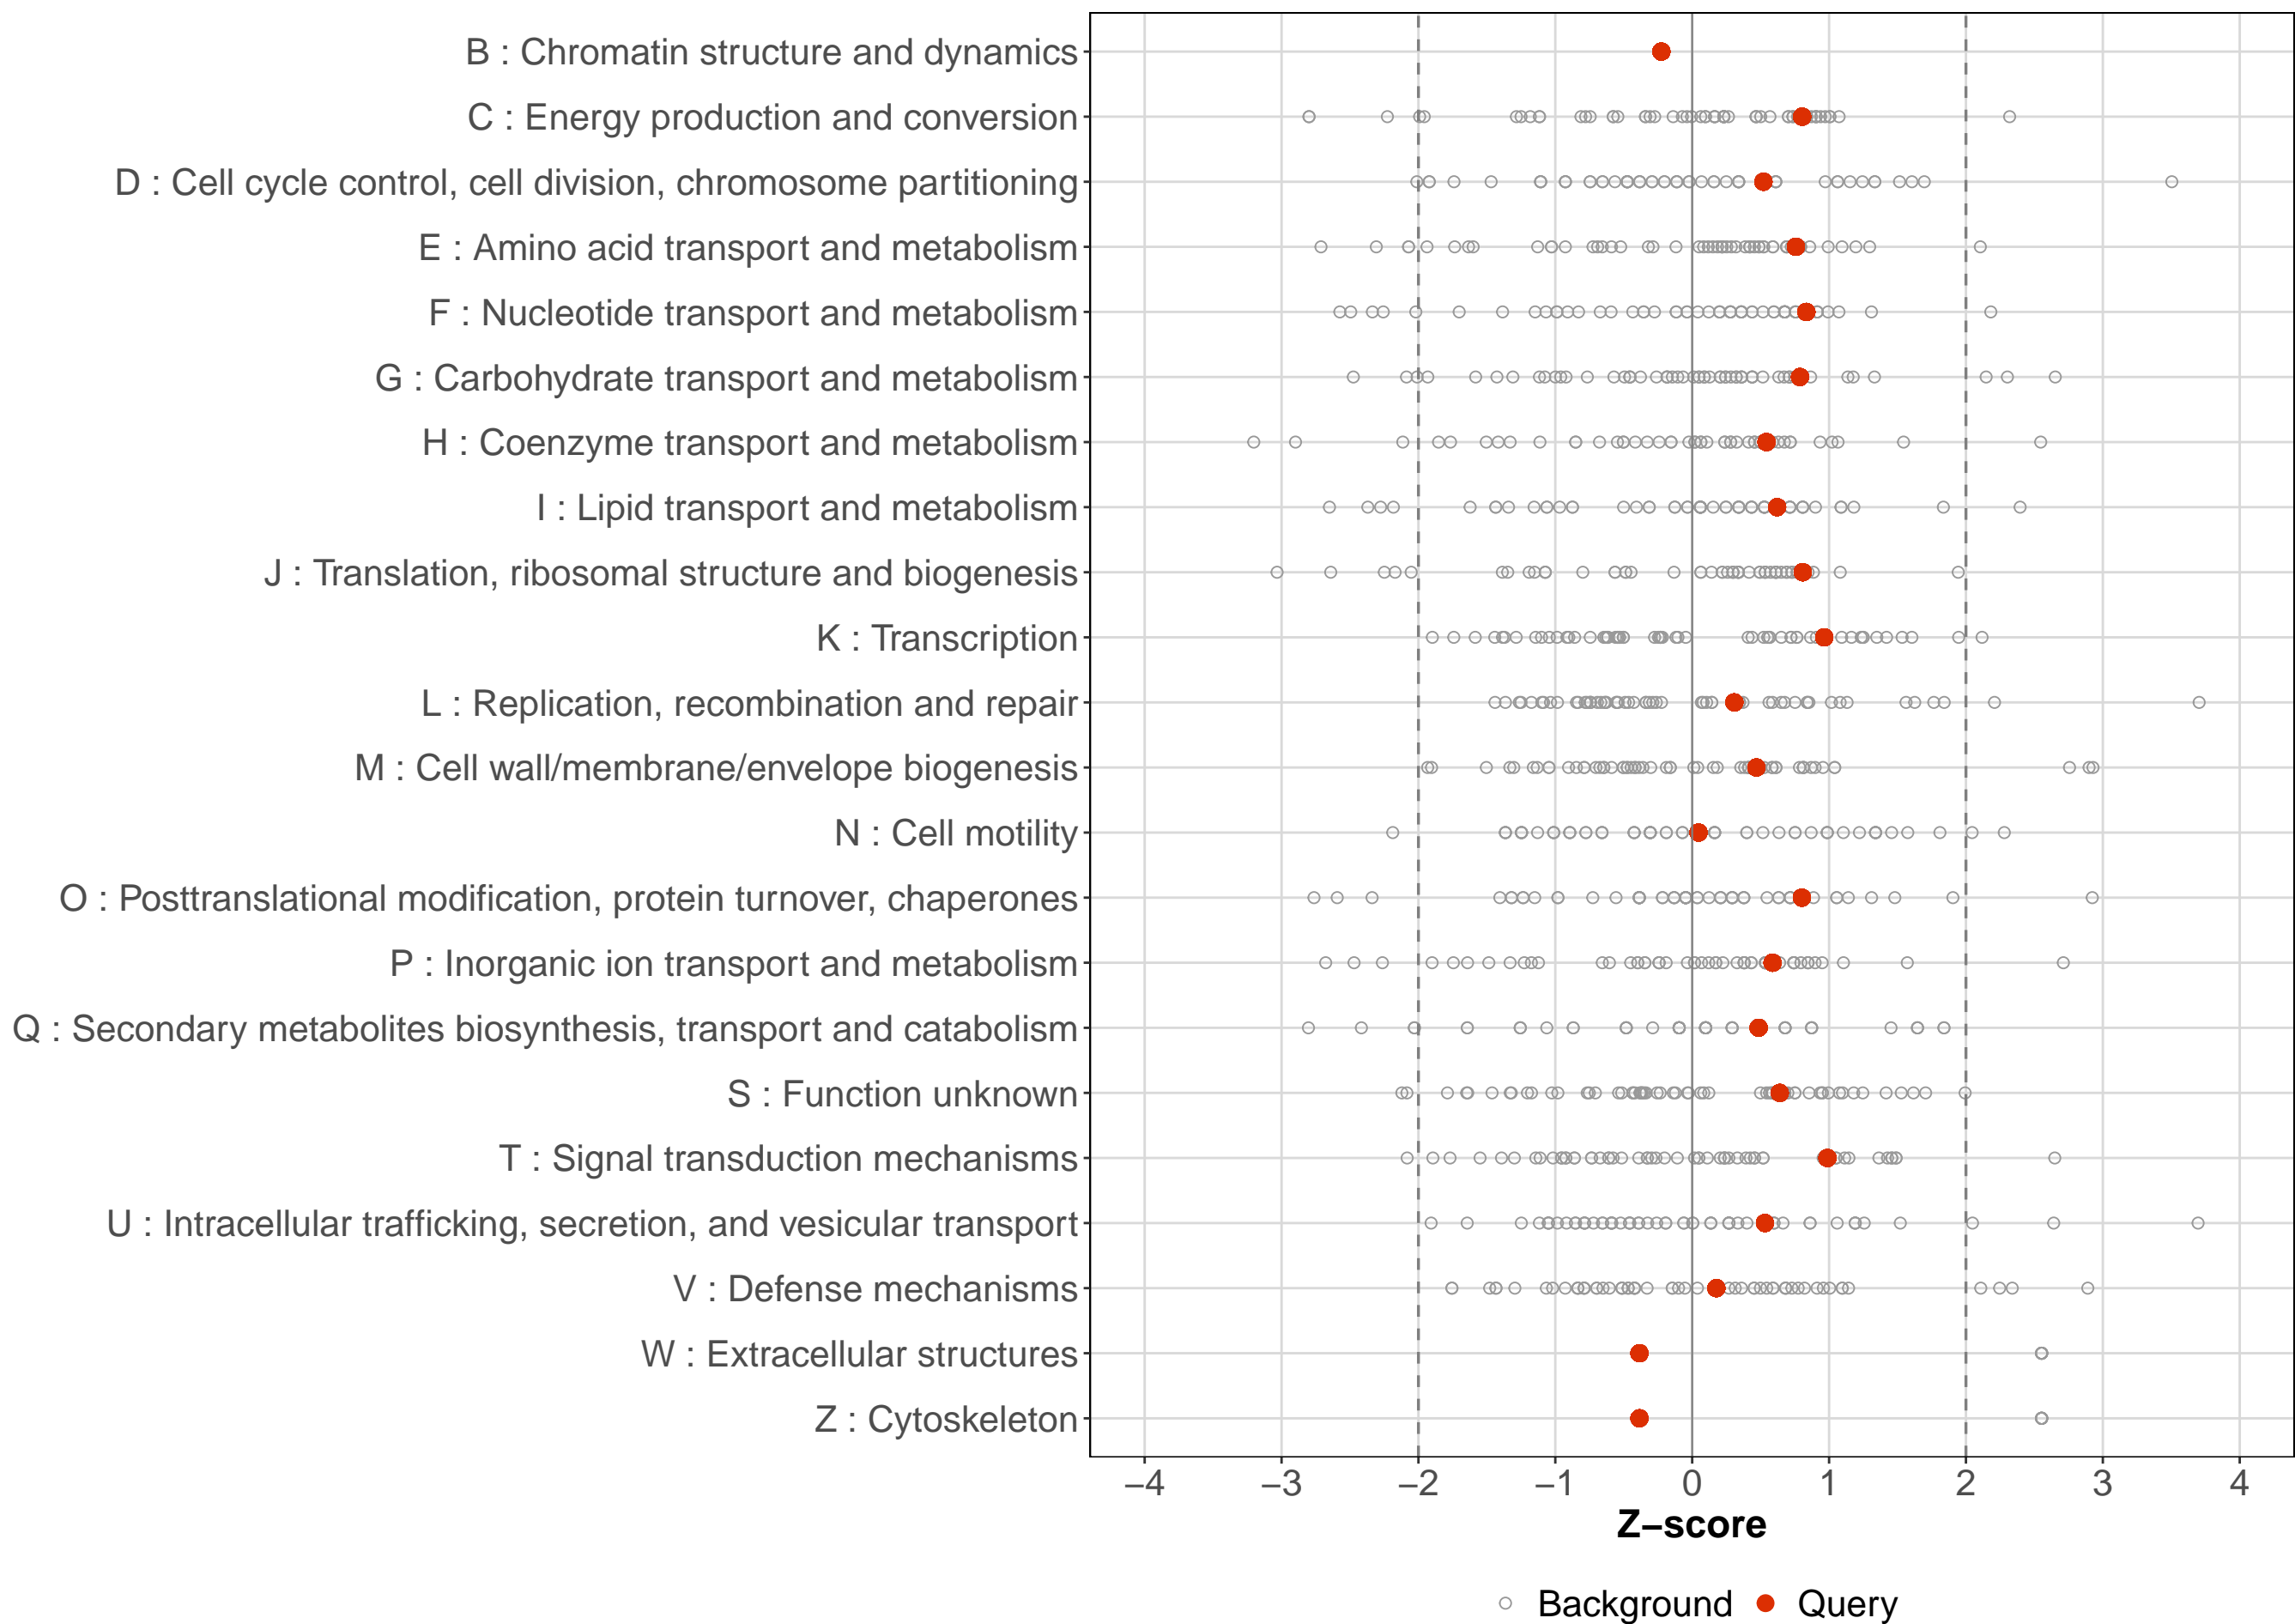 B : Chromatin structure and dynamics
C : Energy production and conversion
D : Cell cycle control, cell division, chromosome partitioning
E : Amino acid transport and metabolism
F : Nucleotide transport and metabolism
G : Carbohydrate transport and metabolism
H : Coenzyme transport and metabolism
I : Lipid transport and metabolism
J : Translation, ribosomal structure and biogenesis
K : Transcription
L : Replication, recombination and repair
M : Cell wall/membrane/envelope biogenesis
N : Cell motility
O : Posttranslational modification, protein turnover, chaperones
P : Inorganic ion transport and metabolism
Q : Secondary metabolites biosynthesis, transport and catabolism
S : Function unknown
T : Signal transduction mechanisms
U : Intracellular trafficking, secretion, and vesicular transport
V : Defense mechanisms
W : Extracellular structures
Z : Cytoskeleton
−4 −3 −2 −1 0 1 2 3 4
Z−score
Background Query